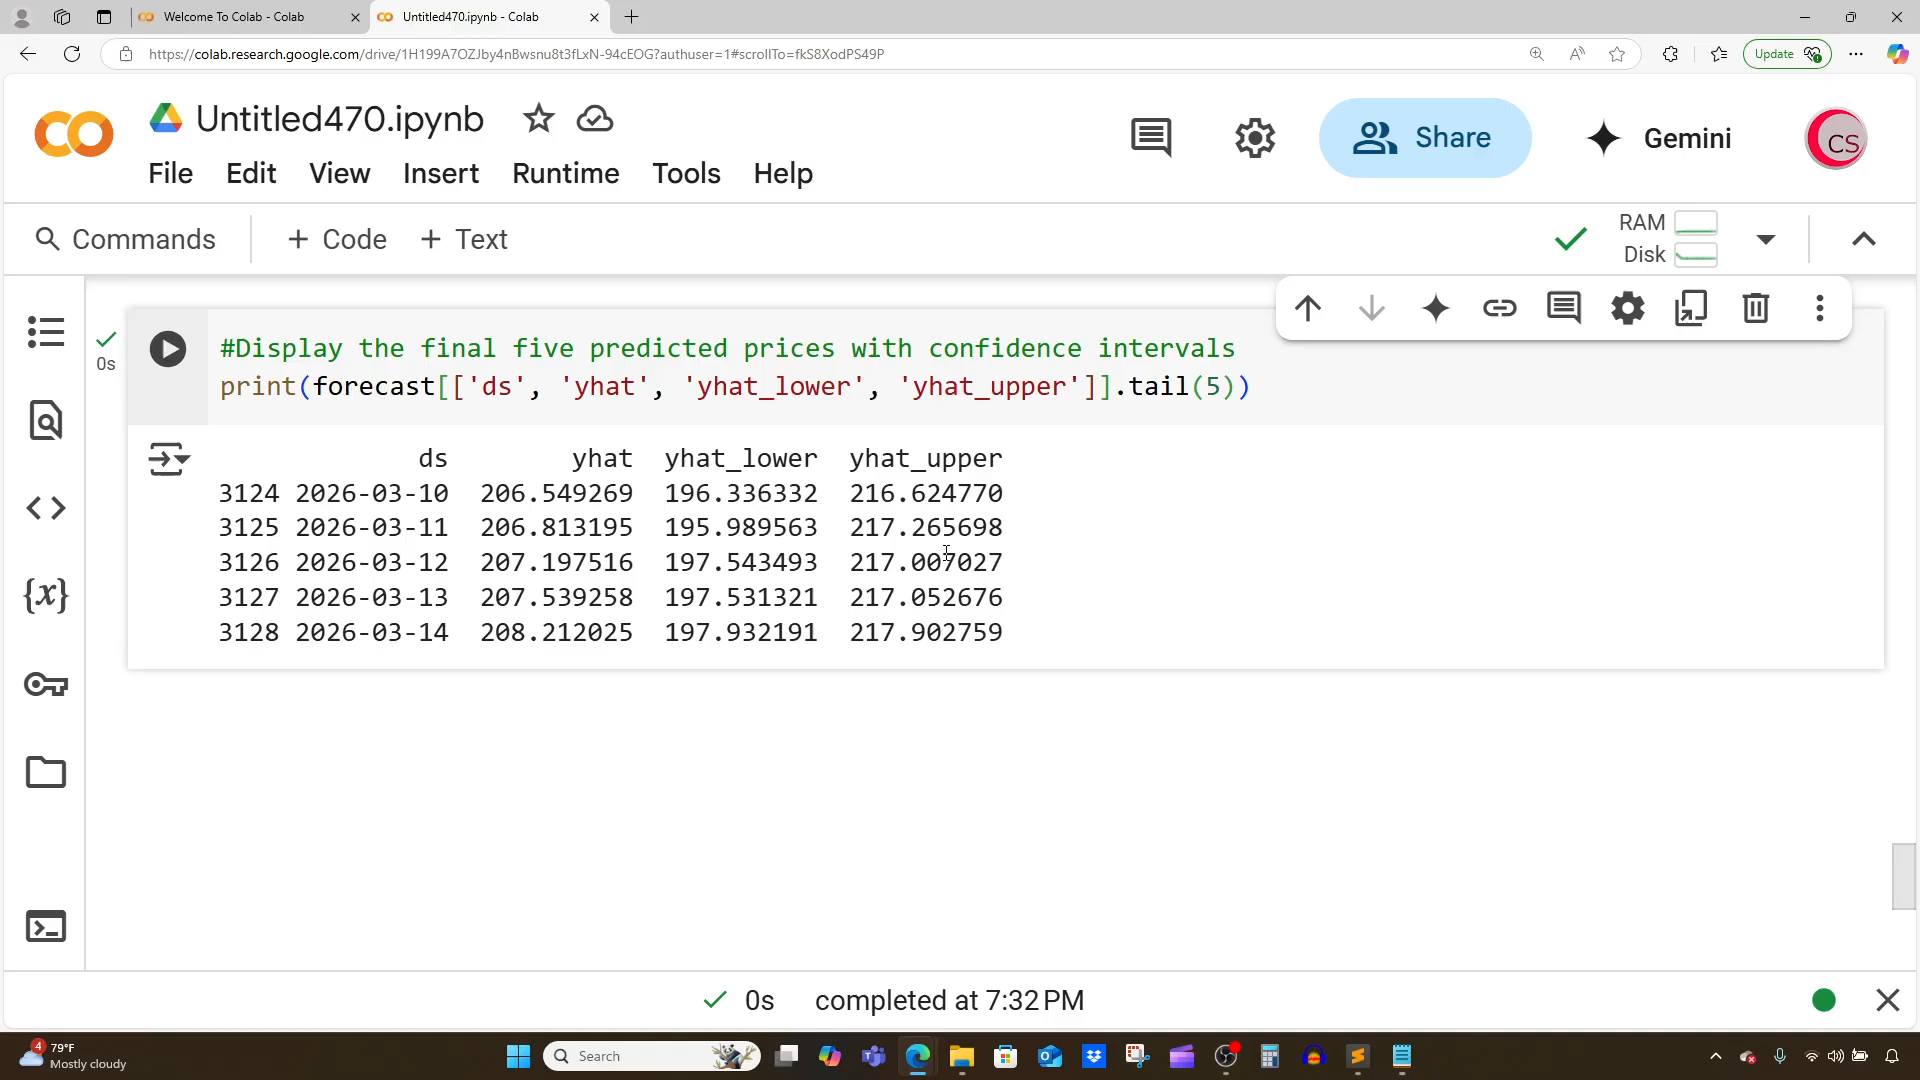 Welcome To Colab - Colab
Untitled470.ipynb - Colab
https://colab.research.google.com/drive/1H199A7OZJby4nBwsnu8t3fLxN-94cEOG?authuser=1#scrollTo=fkS8XodPS49P
Update
Untitled470.ipynb
Share
Gemini
CS
File Edit View Insert Runtime Tools Help
Commands
+ Code + Text
RAM
Disk
0s
#Display the final five predicted prices with confidence intervals
print(forecast[['ds', 'yhat', 'yhat_lower', 'yhat_upper']].tail(5))
ds yhat yhat_lower yhat_upper
3124 2026-03-10 206.549269 196.336332 216.624770
3125 2026-03-11 206.813195 195.989563 217.265698
3126 2026-03-12 207.197516 197.543493 217.007027
3127 2026-03-13 207.539258 197.531321 217.052676
3128 2026-03-14 208.212025 197.932191 217.902759
{x}
0s completed at 7:32 PM
4
79°F
Mostly cloudy
Search